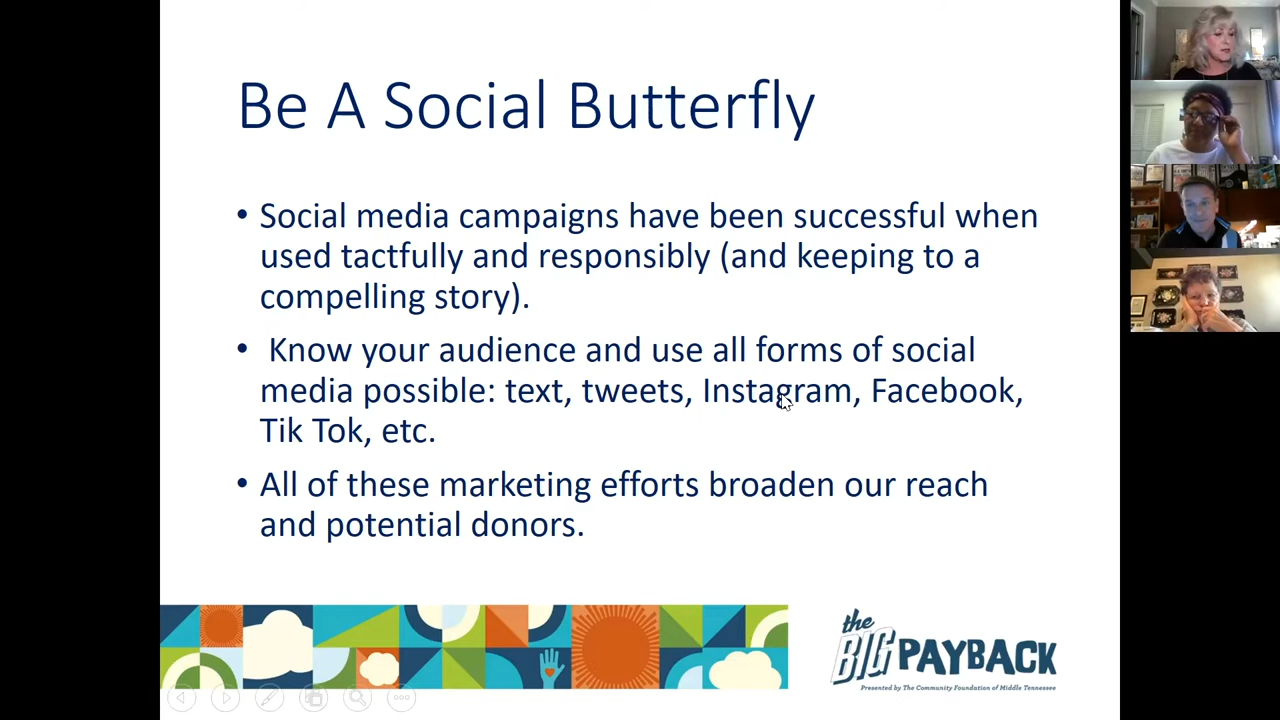 Be A Social Butterfly
• Social media campaigns have been successful when
used tactfully and responsibly (and keeping to a
compelling story).
• Know your audience and use all forms of social
media possible: text, tweets, Instagram, Facebook,
Tik Tok, etc.
• All of these marketing efforts broaden our reach
and potential donors.
the
BIG PAYBACK
Presented by The Community Foundation of Middle Tennessee